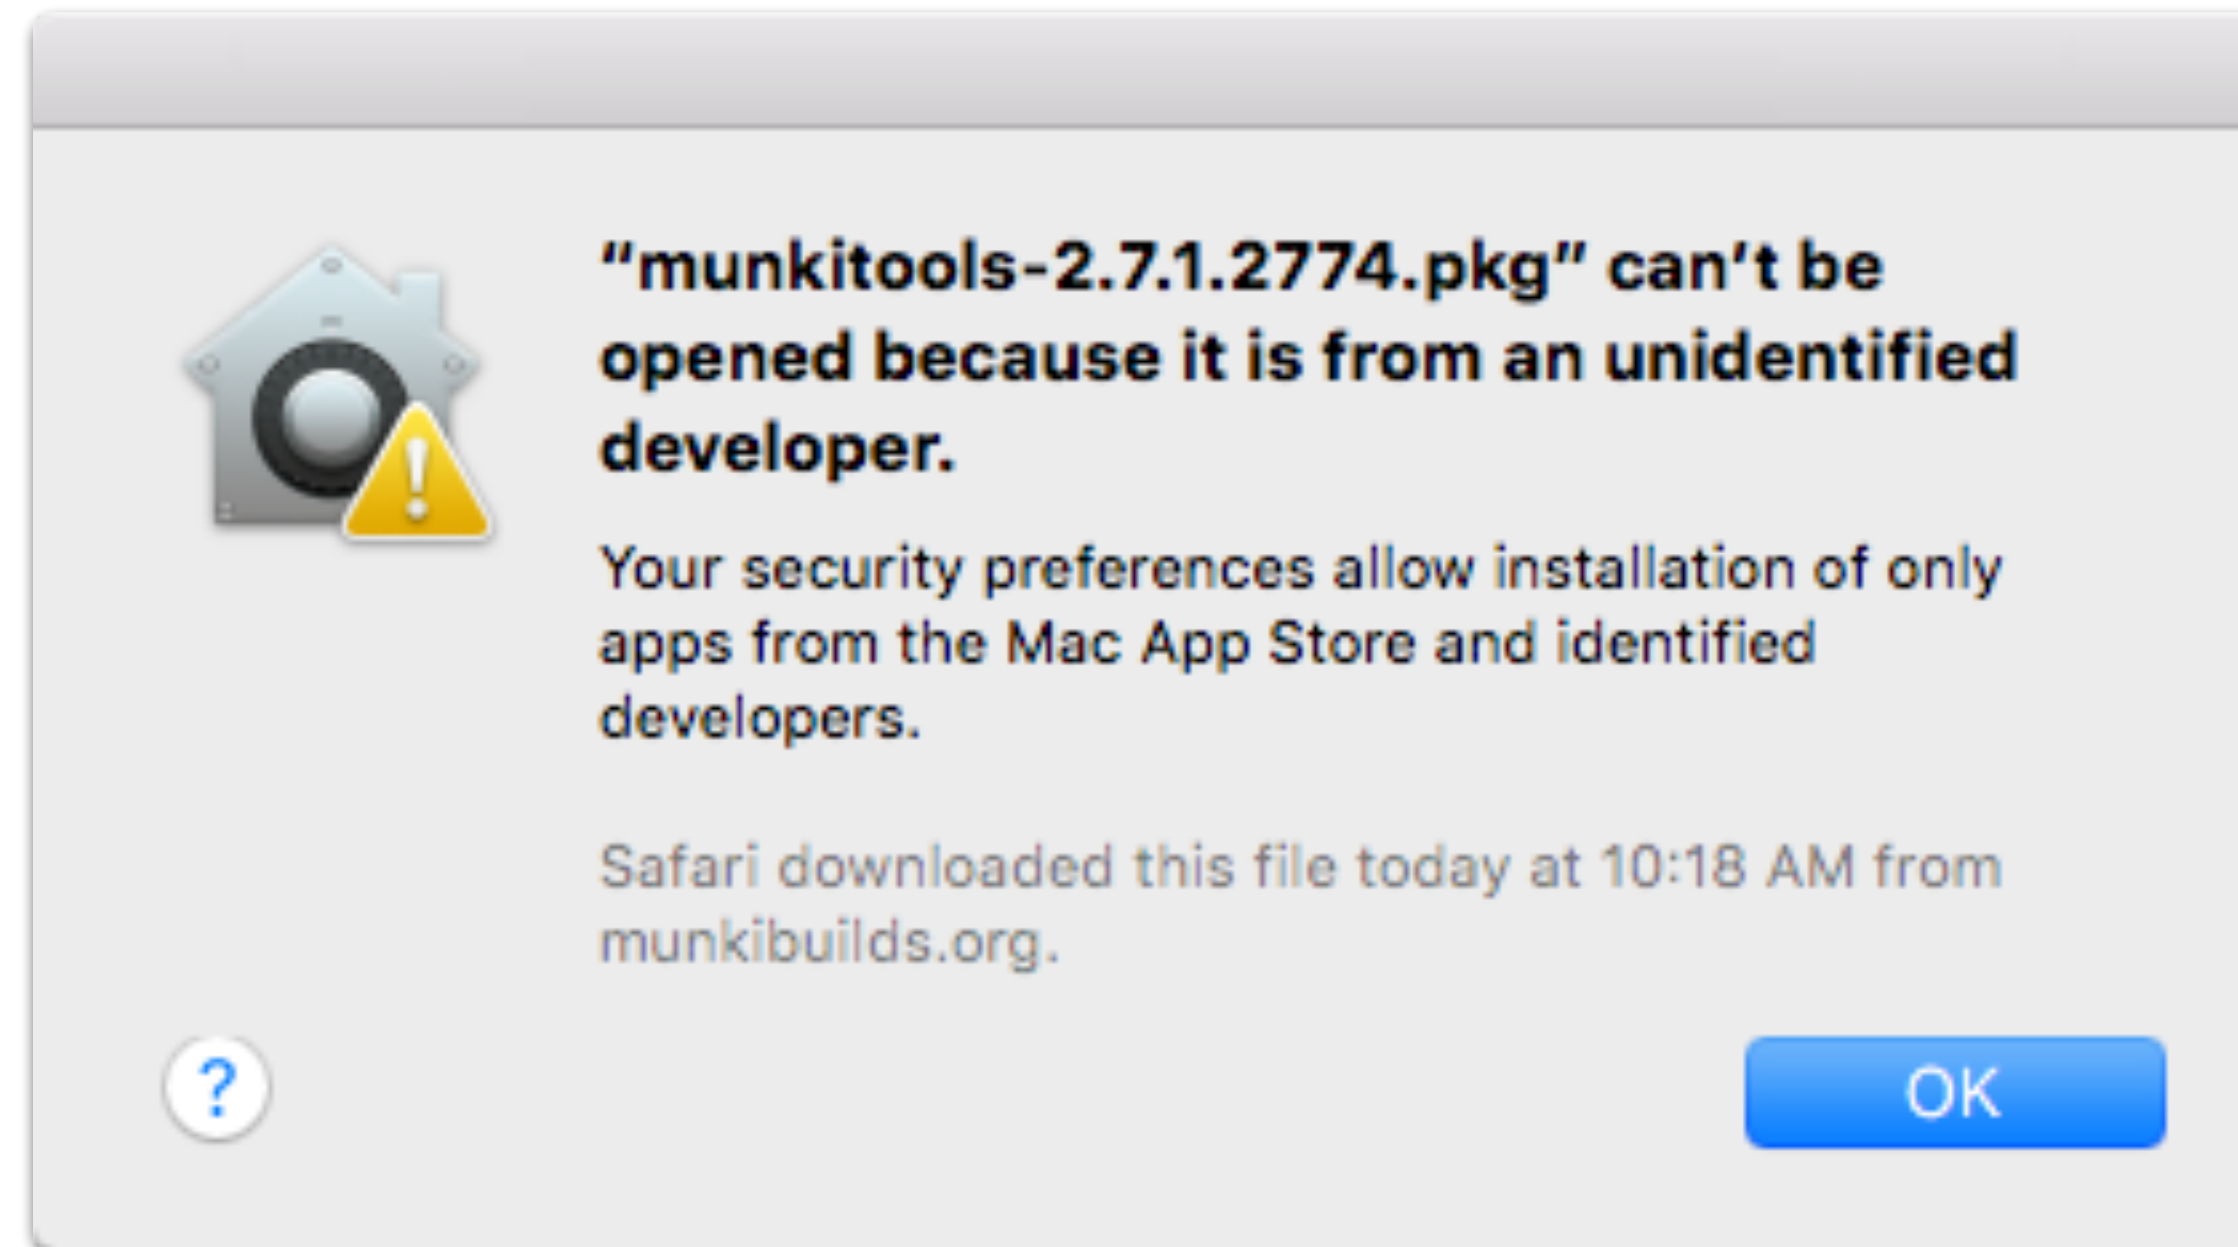 “munkitools-2.7.1.2774.pkg” can’t be
opened because it is from an unidentified
developer.
Your security preferences allow installation of only
apps from the Mac App Store and identified
developers.
Safari downloaded this file today at 10:18 AM from
munkibuilds.org.
?
OK